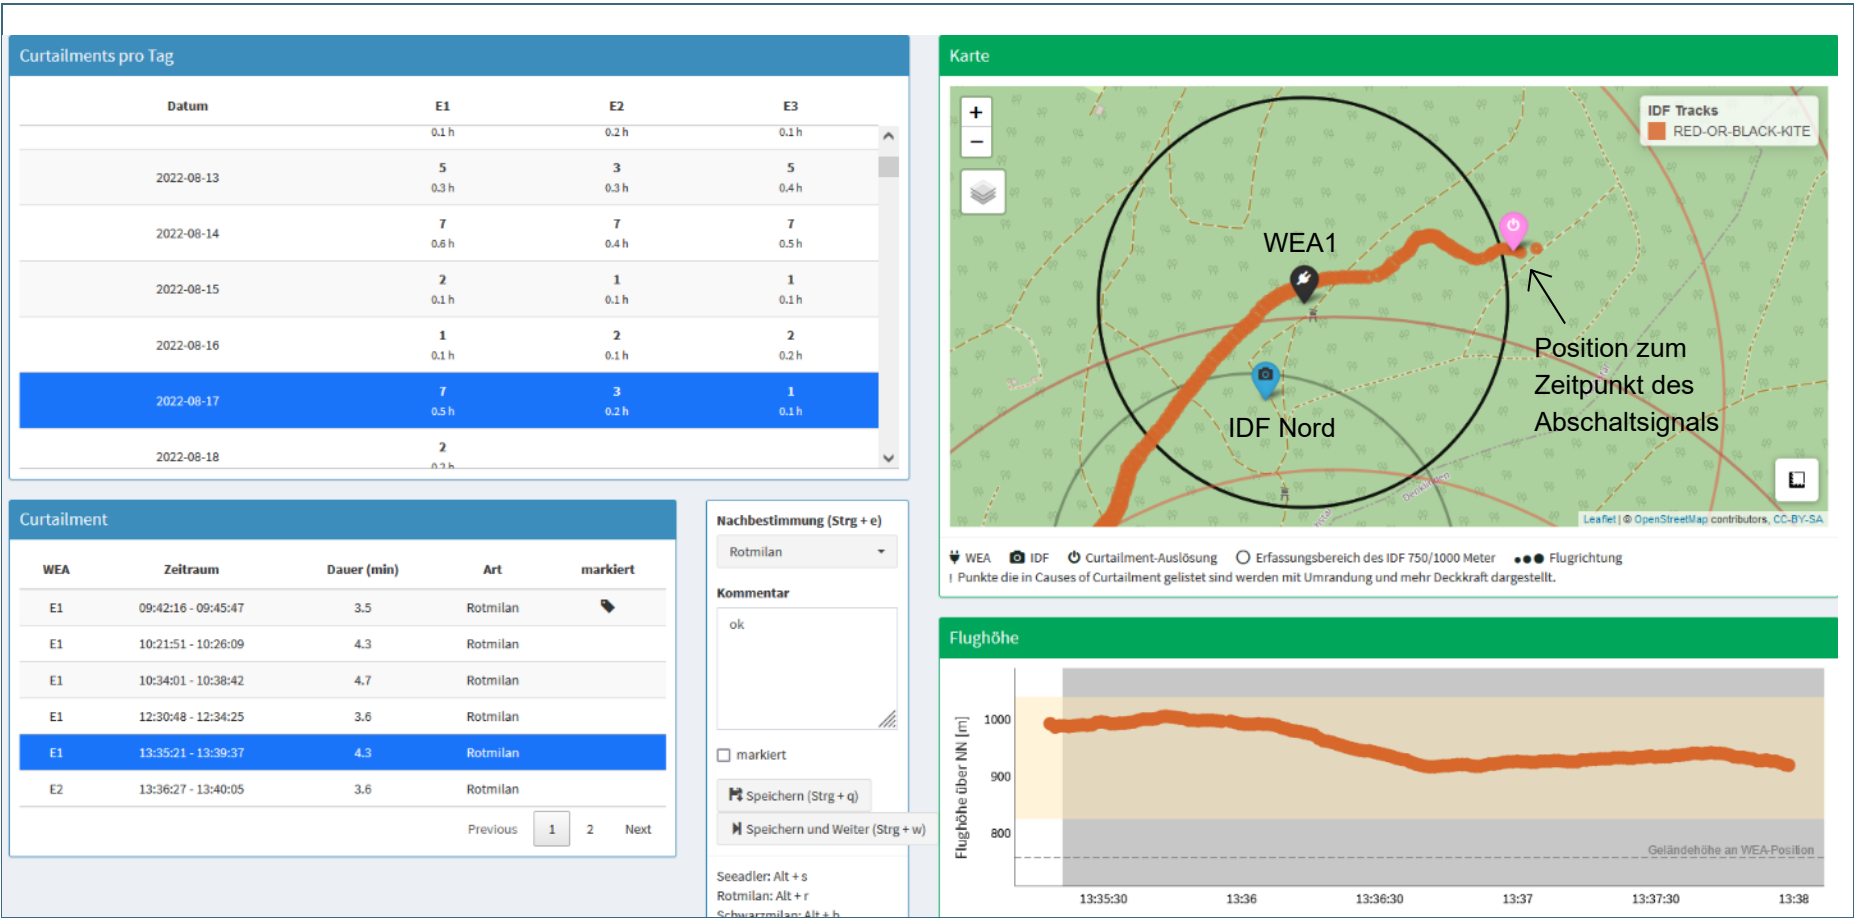 Curtailments pro Tag
Datum E1 E2 E3
0.1 h 0.2 h 0.1 h
2022-08-13 5 3 5
0.3 h 0.3 h 0.4 h
2022-08-14 7 7 7
0.6 h 0.4 h 0.5 h
2022-08-15 2 1 1
0.1 h 0.1 h 0.1 h
2022-08-16 1 2 2
0.1 h 0.1 h 0.2 h
2022-08-17 7 3 1
0.5 h 0.2 h 0.1 h
2022-08-18 2
0.2 h
Curtailment
WEA Zeitraum Dauer (min) Art markiert
E1 09:42:16 - 09:45:47 3.5 Rotmilan
E1 10:21:51 - 10:26:09 4.3 Rotmilan
E1 10:34:01 - 10:38:42 4.7 Rotmilan
E1 12:30:48 - 12:34:25 3.6 Rotmilan
E1 13:35:21 - 13:39:37 4.3 Rotmilan
E2 13:36:27 - 13:40:05 3.6 Rotmilan
Previous 1 2 Next
Nachbestimmung (Strg + e)
Rotmilan
Kommentar
ok
markiert
Speichern (Strg + q)
Speichern und Weiter (Strg + w)
Seeadler: Alt + s
Rotmilan: Alt + r
Schwarzmilan: Alt + b
Karte
+
−
IDF Tracks
RED-OR-BLACK-KITE
WEA1
IDF Nord
Position zum
Zeitpunkt des
Abschaltsignals
Leaflet | © OpenStreetMap contributors, CC-BY-SA
WEA IDF Curtailment-Auslösung Erfassungsbereich des IDF 750/1000 Meter Flugrichtung
! Punkte die in Causes of Curtailment gelistet sind werden mit Umrandung und mehr Deckkraft dargestellt.
Flughöhe
Flughöhe über NN [m]
1000
900
800
Geländehöhe an WEA-Position
13:35:30 13:36 13:36:30 13:37 13:37:30 13:38